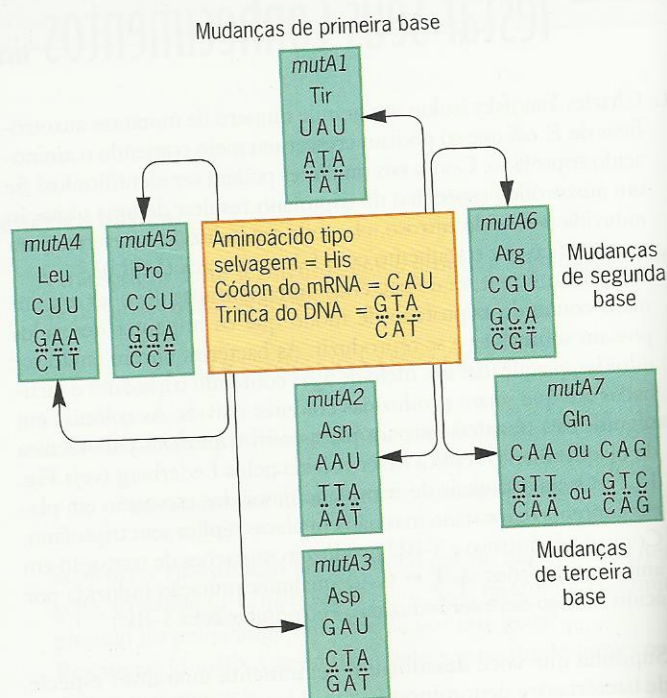 Mudanças de primeira base
mutA1
Tir
UAU
ATA
TAT
mutA4
Leu
CUU
GAA
CTT
mutA5
Pro
CCU
GGA
CCT
Aminoácido tipo
selvagem = His
Códon do mRNA = CAU
Trinca do DNA = GTA
CAT
mutA6
Arg
CGU
GCA
CGT
Mudanças
de segunda
base
mutA2
Asn
AAU
TTA
AAT
mutA7
Gln
CAA ou CAG
GTT ou GTC
CAA CAG
Mudanças
de terceira
base
mutA3
Asp
GAU
CTA
GAT